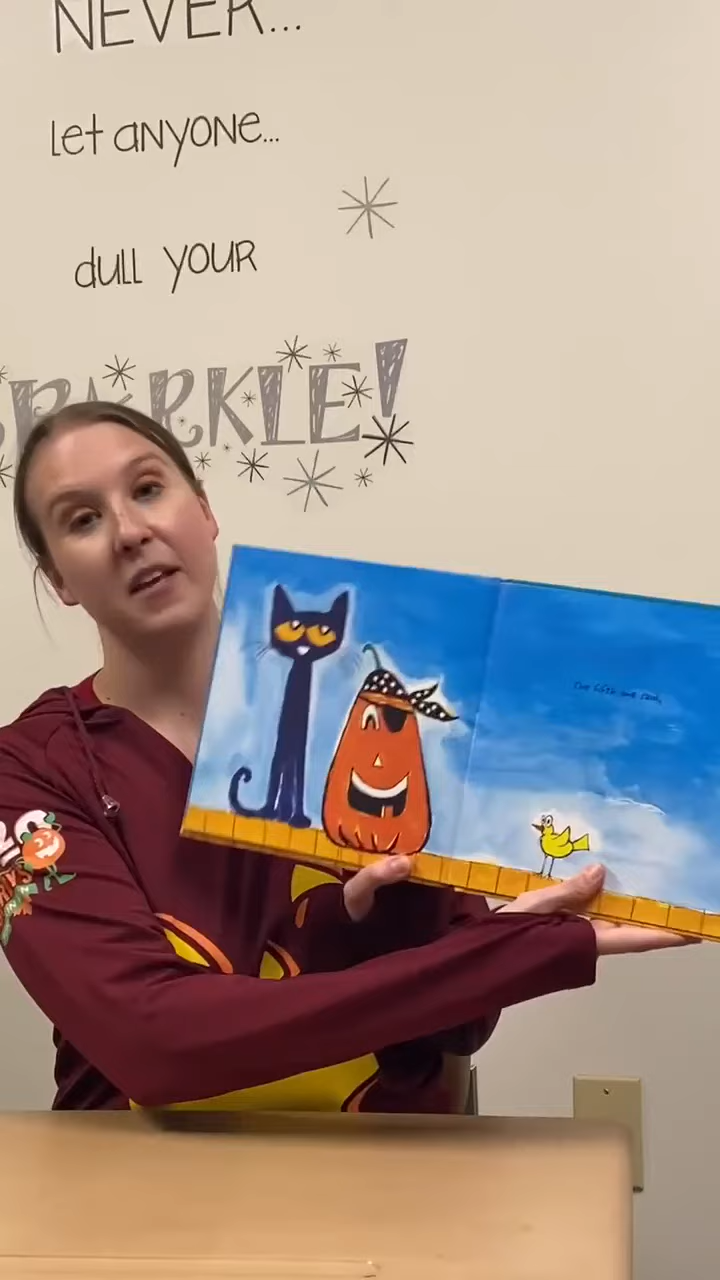 NEVER...
Let anyone...
dull your
SPARKLE!
The fifth one said,